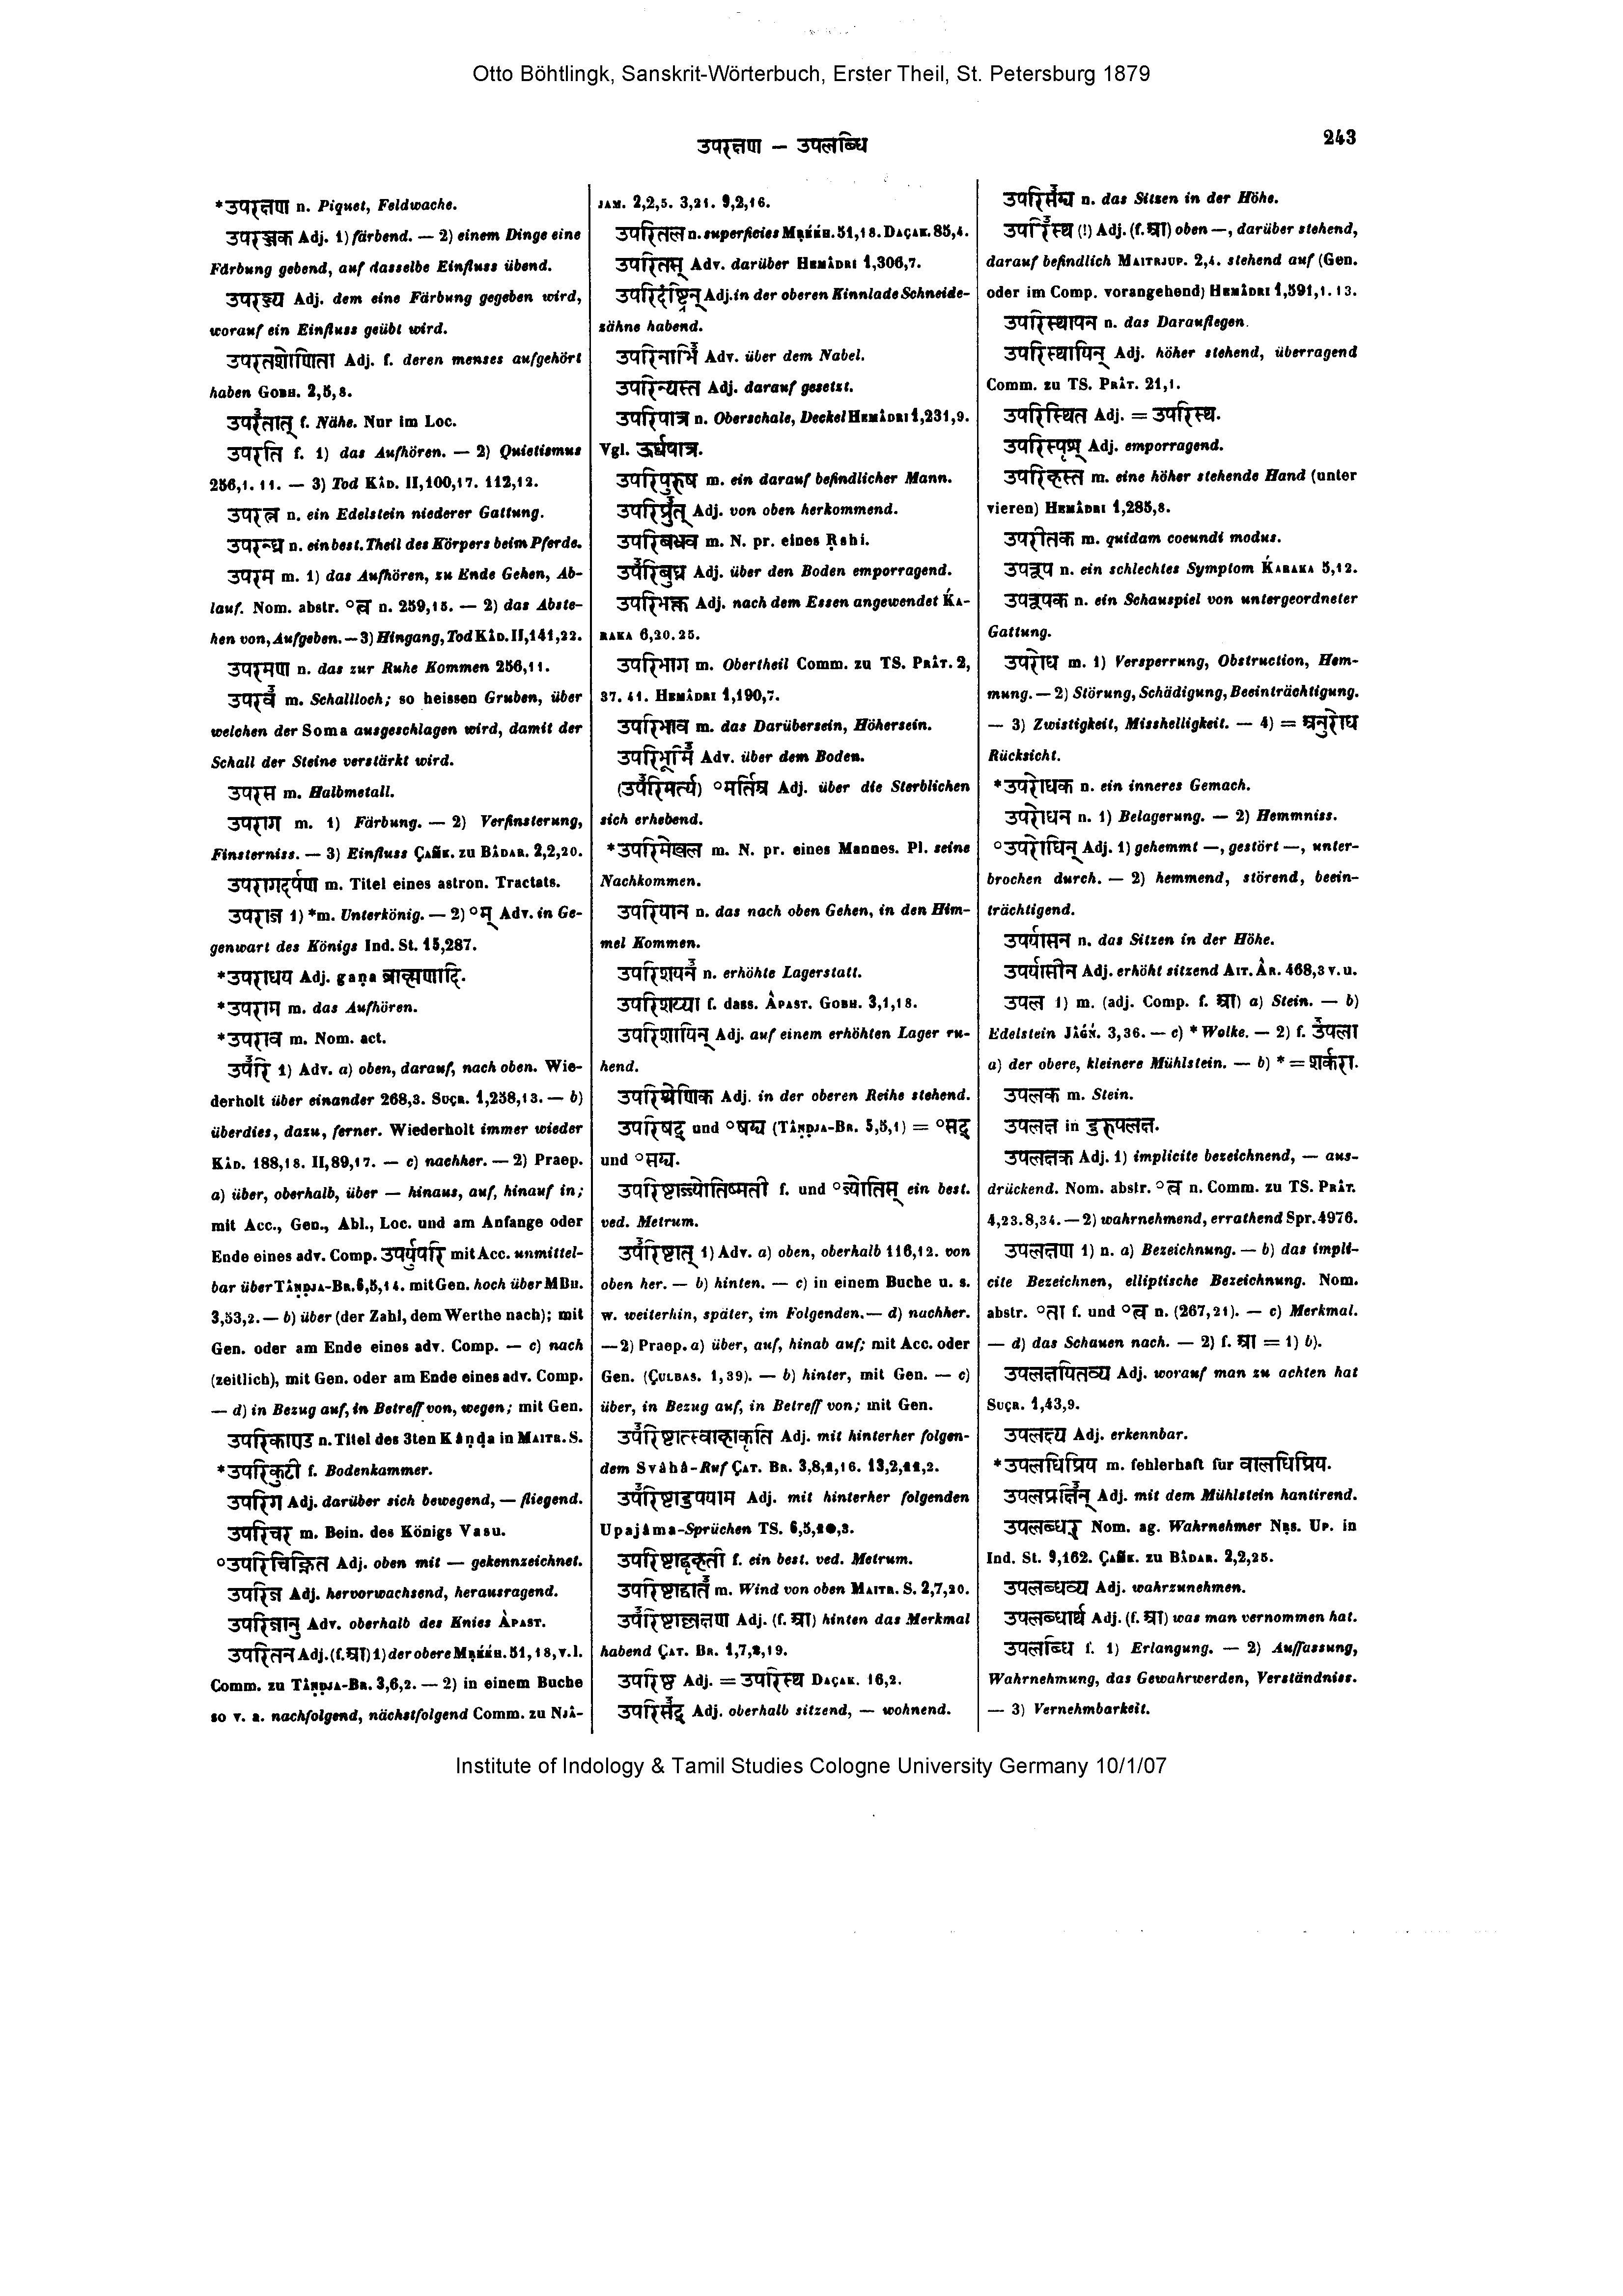 Otto Böhtlingk, Sanskrit-Wörterbuch, Erster Theil, St. Petersburg 1879
उपरक्षण — उपलब्धि
243
*उपरक्षण n. Piquet, Feldwache.
उपरञ्जक Adj. 1) färbend. — 2) einem Dinge eine
Färbung gebend, auf dasselbe Einfluss übend.
उपरञ्ज्य Adj. dem eine Färbung gegeben wird,
worauf ein Einfluss geübt wird.
उपरतशोणिता Adj. f. deren menses aufgehört
haben GOBH. 2,5,8.
उपरतात् f. Nähe. Nur im Loc.
उपरति f. 1) das Aufhören. — 2) Quietismus
256,1. 11. — 3) Tod KÂD. II,100,17. 112,12.
उपरत्न n. ein Edelstein niederer Gattung.
उपरन्ध्र n. ein best. Theil des Körpers beim Pferde.
उपरम m. 1) das Aufhören, zu Ende Gehen, Ab-
lauf. Nom. abstr. °त्व n. 259,15. — 2) das Abste-
hen von, Aufgeben. — 3) Hingang, Tod KÂD. II,141,22.
उपरमण n. das zur Ruhe Kommen 256,11.
उपरव m. Schallloch; so heissen Gruben, über
welchen der Soma ausgeschlagen wird, damit der
Schall der Steine verstärkt wird.
उपरस m. Halbmetall.
उपराग m. 1) Färbung. — 2) Verfinsterung,
Finsterniss. — 3) Einfluss ÇAṂK. zu BÂDAR. 2,2,20.
उपरागदर्पण m. Titel eines astron. Tractats.
उपराज 1) *m. Unterkönig. — 2) °म् Adv. in Ge-
genwart des Königs Ind. St. 15,287.
*उपराधय Adj. gaṇa ब्राह्मणादि.
*उपराम m. das Aufhören.
*उपराव m. Nom. act.
उपरि 1) Adv. a) oben, darauf, nach oben. Wie-
derholt über einander 268,3. SUÇR. 1,238,13. — b)
überdies, dazu, ferner. Wiederholt immer wieder
KÂD. 188,18. II,89,17. — c) nachher. — 2) Praep.
a) über, oberhalb, über — hinaus, auf, hinauf in;
mit Acc., Gen., Abl., Loc. und am Anfange oder
Ende eines adv. Comp. उपर्युपरि mit Acc. unmittel-
bar über TÂṆḌJA-BR. 6,5,14. mit Gen. hoch über MBH.
3,53,2. — b) über (der Zahl, dem Werthe nach); mit
Gen. oder am Ende eines adv. Comp. — c) nach
(zeitlich), mit Gen. oder am Ende eines adv. Comp.
— d) in Bezug auf, in Betreff von, wegen; mit Gen.
उपरिकाण्ड n. Titel des 3ten Kâṇḍa in MAITR. S.
*उपरिकुटी f. Bodenkammer.
उपरिग Adj. darüber sich bewegend, — fliegend.
उपरिचर m. Bein. des Königs Vasu.
°उपरिचिह्नित Adj. oben mit — gekennzeichnet.
उपरिज Adj. hervorwachsend, herausragend.
उपरिजानु Adv. oberhalb des Knies ÂPAST.
उपरितन Adj. (f. आ) 1) der obere MṚKKH. 51,18, v. l.
Comm. zu TÂṆḌJA-BR. 3,6,2. — 2) in einem Buche
so v. a. nachfolgend, nächstfolgend Comm. zu NJÂ-
JAM. 2,2,5. 3,21. 9,2,16.
उपरितल n. superficies MṚKKH. 51,18. DAÇAK. 85,4.
उपरितस् Adv. darüber HEMÂDRI 1,306,7.
उपरिदंष्ट्रिन् Adj. in der oberen Kinnlade Schneide-
zähne habend.
उपरिनाभि Adv. über dem Nabel.
उपरिन्यस्त Adj. darauf gesetzt.
उपरिपात्र n. Oberschale, Deckel HEMÂDRI 1,231,9.
Vgl. ऊर्ध्वपात्र.
उपरिपुरुष m. ein darauf befindlicher Mann.
उपरिप्रुत् Adj. von oben herkommend.
उपरिबभ्रव m. N. pr. eines Ṛshi.
उपरिबुध्न Adj. über den Boden emporragend.
उपरिभक्त Adj. nach dem Essen angewendet ḰA-
RAKA 6,20. 25.
उपरिभाग m. Obertheil Comm. zu TS. PRÂT. 2,
37. 41. HEMÂDRI 1,190,7.
उपरिभाव m. das Darübersein, Höhersein.
उपरिभूमि Adv. über dem Boden.
(उपरिमर्त्य) °मर्तिअ Adj. über die Sterblichen
sich erhebend.
*उपरिमेखल m. N. pr. eines Mannes. Pl. seine
Nachkommen.
उपरियान n. das nach oben Gehen, in den Him-
mel Kommen.
उपरिशयन n. erhöhte Lagerstatt.
उपरिशय्या f. dass. ÂPAST. GOBH. 3,1,18.
उपरिशायिन् Adj. auf einem erhöhten Lager ru-
hend.
उपरिश्रेणिक Adj. in der oberen Reihe stehend.
उपरिषद् und °षद्य (TÂṆḌJA-BR. 5,5,1) = °सद्
und °सद्य.
उपरिष्टाज्ज्योतिष्मती f. und °ज्योतिस् ein best.
ved. Metrum.
उपरिष्टात् 1) Adv. a) oben, oberhalb 116,12. von
oben her. — b) hinten. — c) in einem Buche u. s.
w. weiterhin, später, im Folgenden. — d) nachher.
— 2) Praep. a) über, auf, hinab auf; mit Acc. oder
Gen. (ÇULBAS. 1,39). — b) hinter, mit Gen. — c)
über, in Bezug auf, in Betreff von; mit Gen.
उपरिष्टात्स्वाहाकृति Adj. mit hinterher folgen-
dem Svâhâ-Ruf ÇAT. BR. 3,8,1,16. 13,2,11,2.
उपरिष्टादुपयाम Adj. mit hinterher folgenden
Upajâma-Sprüchen TS. 6,5,10,3.
उपरिष्टाद्बृहती f. ein best. ved. Metrum.
उपरिष्टाद्वात m. Wind von oben MAITR. S. 2,7,20.
उपरिष्टाल्लक्षण Adj. (f. आ) hinten das Merkmal
habend ÇAT. BR. 1,7,2,19.
उपरिष्ठ Adj. = उपरिस्थ DAÇAK. 16,2.
उपरिसद् Adj. oberhalb sitzend, — wohnend.
उपरिसद्य n. das Sitzen in der Höhe.
उपरिस्थ (!) Adj. (f. आ) oben —, darüber stehend,
darauf befindlich MAITRJUP. 2,4. stehend auf (Gen.
oder im Comp. vorangehend) HEMÂDRI 1,591,1. 13.
उपरिस्थापन n. das Darauflegen.
उपरिस्थायिन् Adj. höher stehend, überragend
Comm. zu TS. PRÂT. 21,1.
उपरिस्थित Adj. = उपरिस्थ.
उपरिस्पृश् Adj. emporragend.
उपरिहस्त m. eine höher stehende Hand (unter
vieren) HEMÂDRI 1,285,8.
उपरीतक m. quidam coeundi modus.
उपरूप n. ein schlechtes Symptom ḰARAKA 5,12.
उपरूपक n. ein Schauspiel von untergeordneter
Gattung.
उपरोध m. 1) Versperrung, Obstruction, Hem-
mung. — 2) Störung, Schädigung, Beeinträchtigung.
— 3) Zwistigkeit, Misshelligkeit. — 4) = अनुरोध
Rücksicht.
*उपरोधक n. ein inneres Gemach.
उपरोधन n. 1) Belagerung. — 2) Hemmniss.
°उपरोधिन् Adj. 1) gehemmt —, gestört —, unter-
brochen durch. — 2) hemmend, störend, beein-
trächtigend.
उपर्यासन n. das Sitzen in der Höhe.
उपर्यासीन Adj. erhöht sitzend AIT. ÂR. 468,3 v. u.
उपल 1) m. (adj. Comp. f. आ) a) Stein. — b)
Edelstein JÂGŃ. 3,36. — c) * Wolke. — 2) f. उपला
a) der obere, kleinere Mühlstein. — b) * = शर्करा.
उपलक m. Stein.
उपलक्ष in दुरुपलक्ष.
उपलक्षक Adj. 1) implicite bezeichnend, — aus-
drückend. Nom. abstr. °त्व n. Comm. zu TS. PRÂT.
4,23. 8,34. — 2) wahrnehmend, errathend Spr. 4976.
उपलक्षण 1) n. a) Bezeichnung. — b) das impli-
cite Bezeichnen, elliptische Bezeichnung. Nom.
abstr. °ता f. und °त्व n. (267,21). — c) Merkmal.
— d) das Schauen nach. — 2) f. आ = 1) b).
उपलक्षयितव्य Adj. worauf man zu achten hat
SUÇR. 1,43,9.
उपलक्ष्य Adj. erkennbar.
*उपलधिप्रिय m. fehlerhaft für वालधिप्रिय.
उपलप्रक्षिन् Adj. mit dem Mühlstein hantirend.
उपलब्धर् Nom. ag. Wahrnehmer NṚS. UP. in
Ind. St. 9,162. ÇAṂK. zu BÂDAR. 2,2,25.
उपलब्धव्य Adj. wahrzunehmen.
उपलब्धार्थ Adj. (f. आ) was man vernommen hat.
उपलब्धि f. 1) Erlangung. — 2) Auffassung,
Wahrnehmung, das Gewahrwerden, Verständniss.
— 3) Vernehmbarkeit.
Institute of Indology & Tamil Studies Cologne University Germany 10/1/07